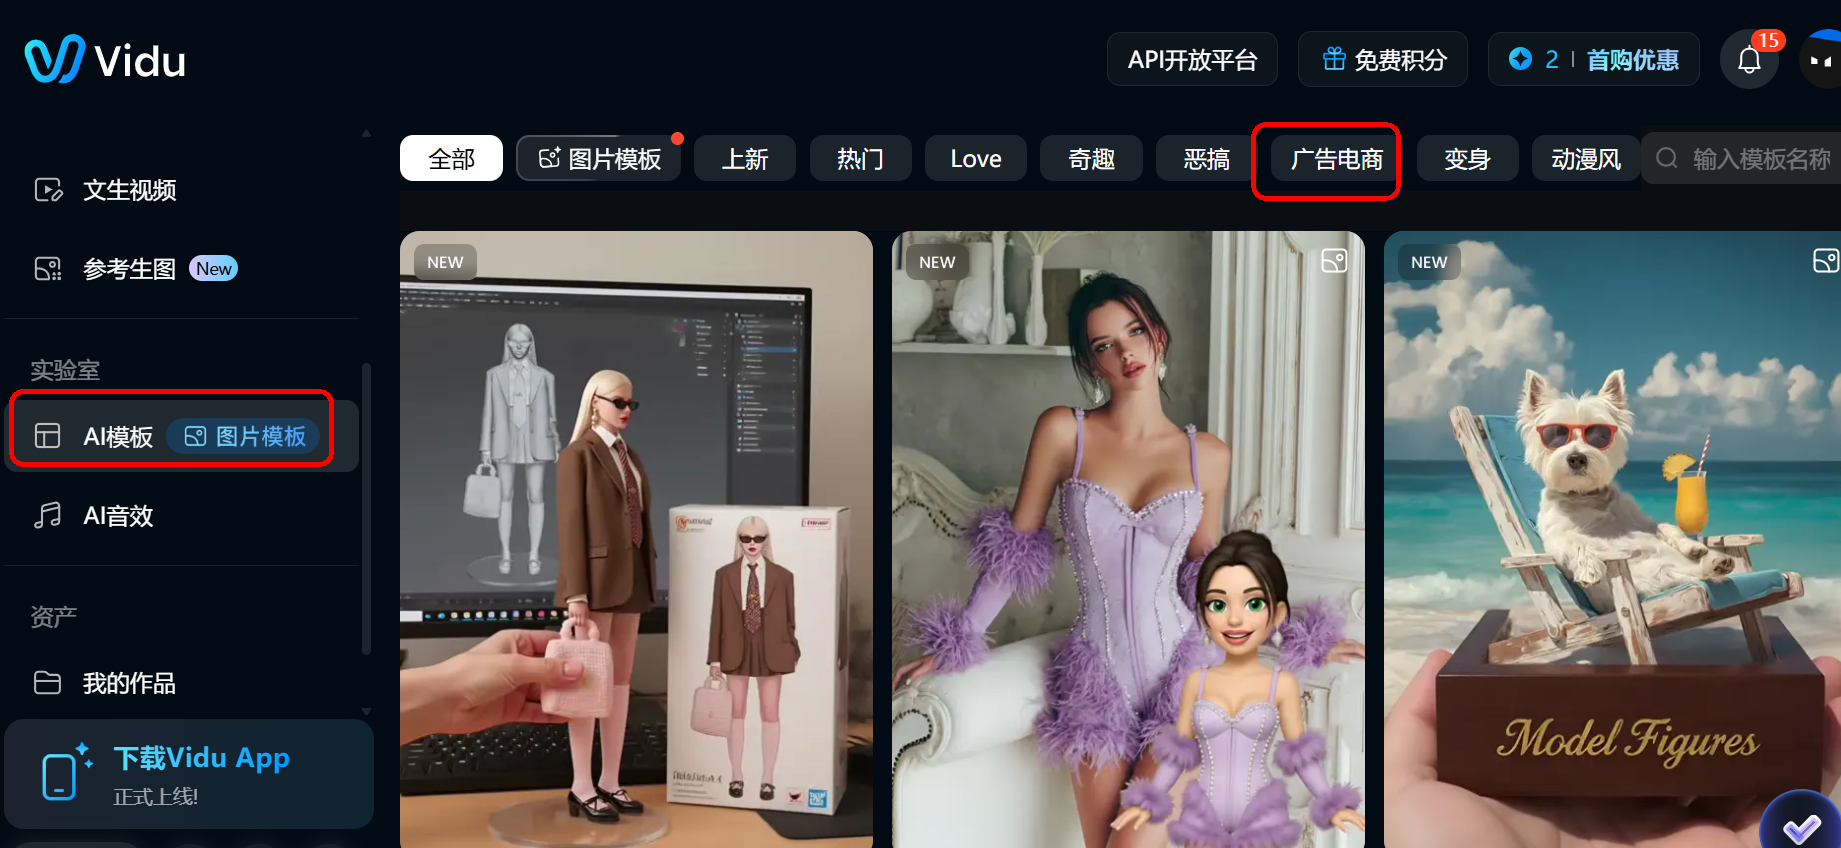 Vidu
API开放平台
免费积分
2 | 首购优惠
15
全部
图片模板
上新
热门
Love
奇趣
恶搞
广告电商
变身
动漫风
输入模板名称
文生视频
参考生图 New
实验室
AI模板 图片模板
AI音效
资产
我的作品
下载Vidu App
正式上线!
NEW
NEW
NEW
Model Figures